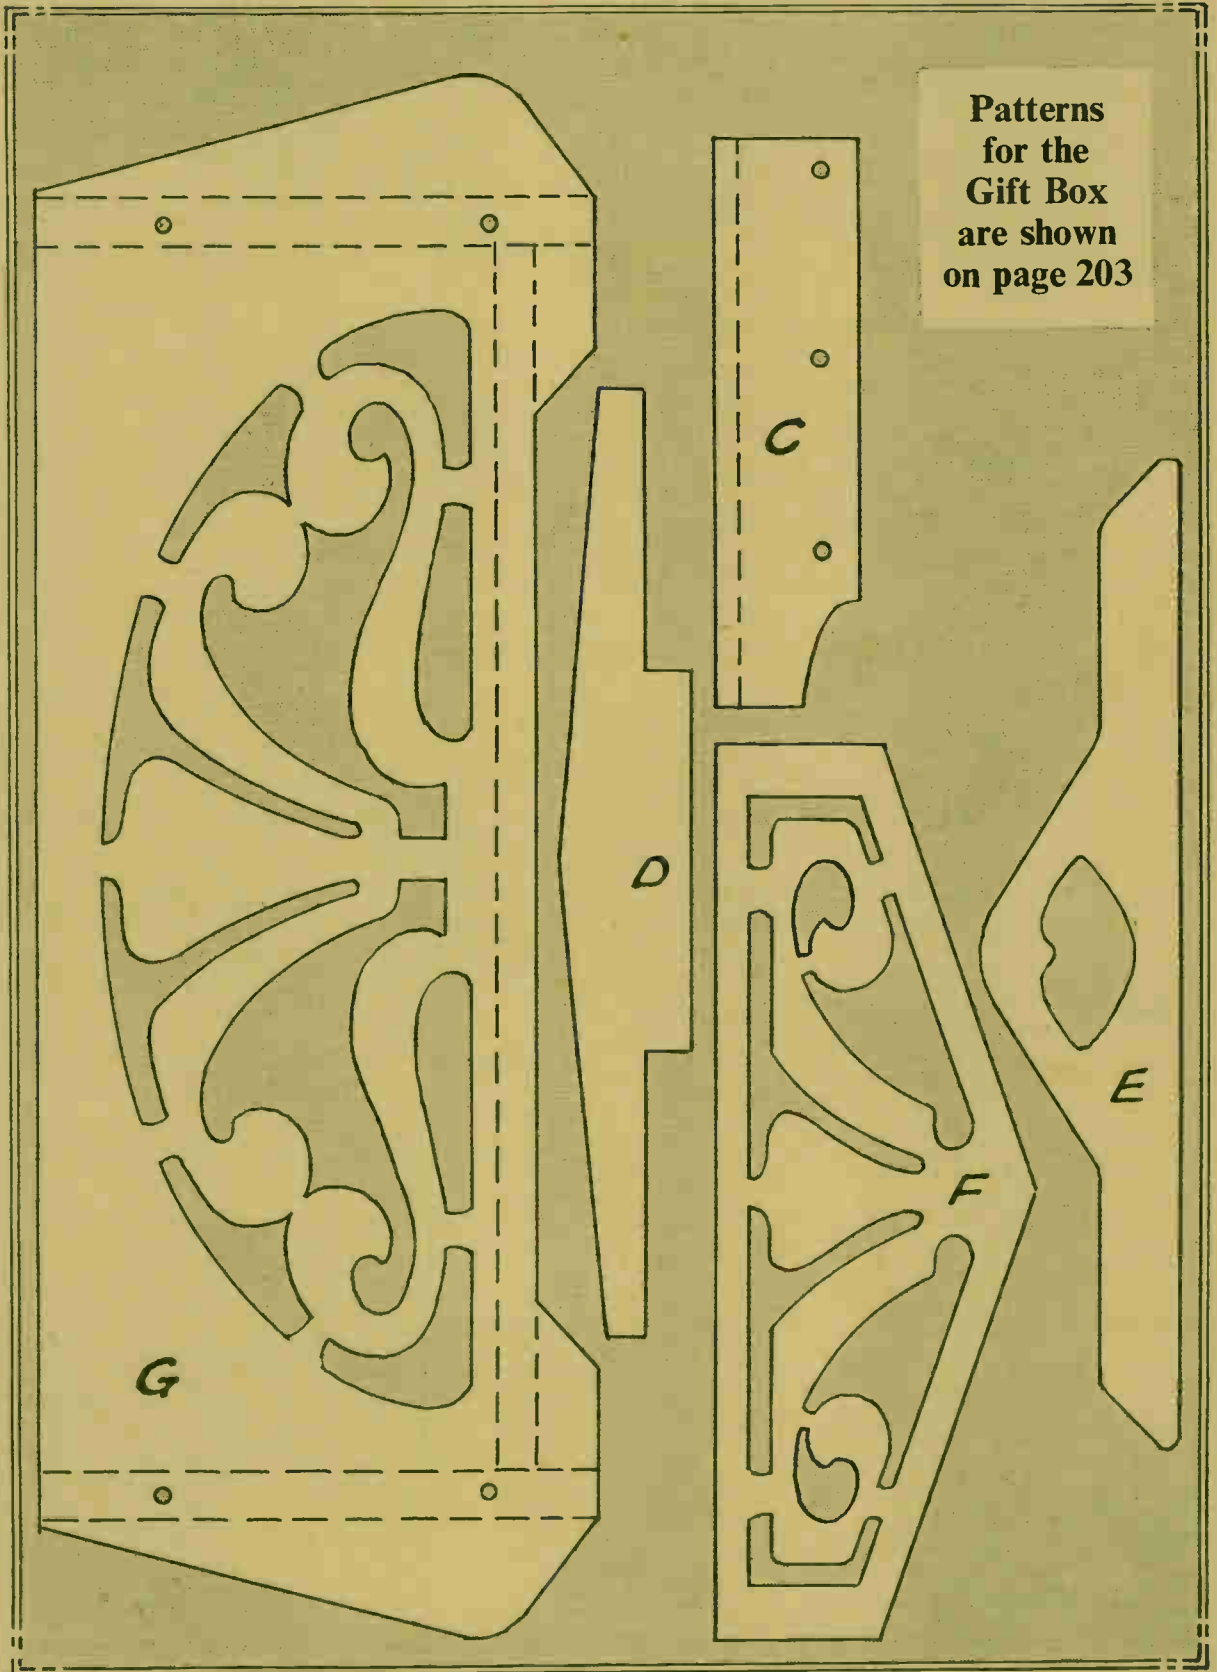 Patterns
for the
Gift Box
are shown
on page 203
C
D
E
F
G